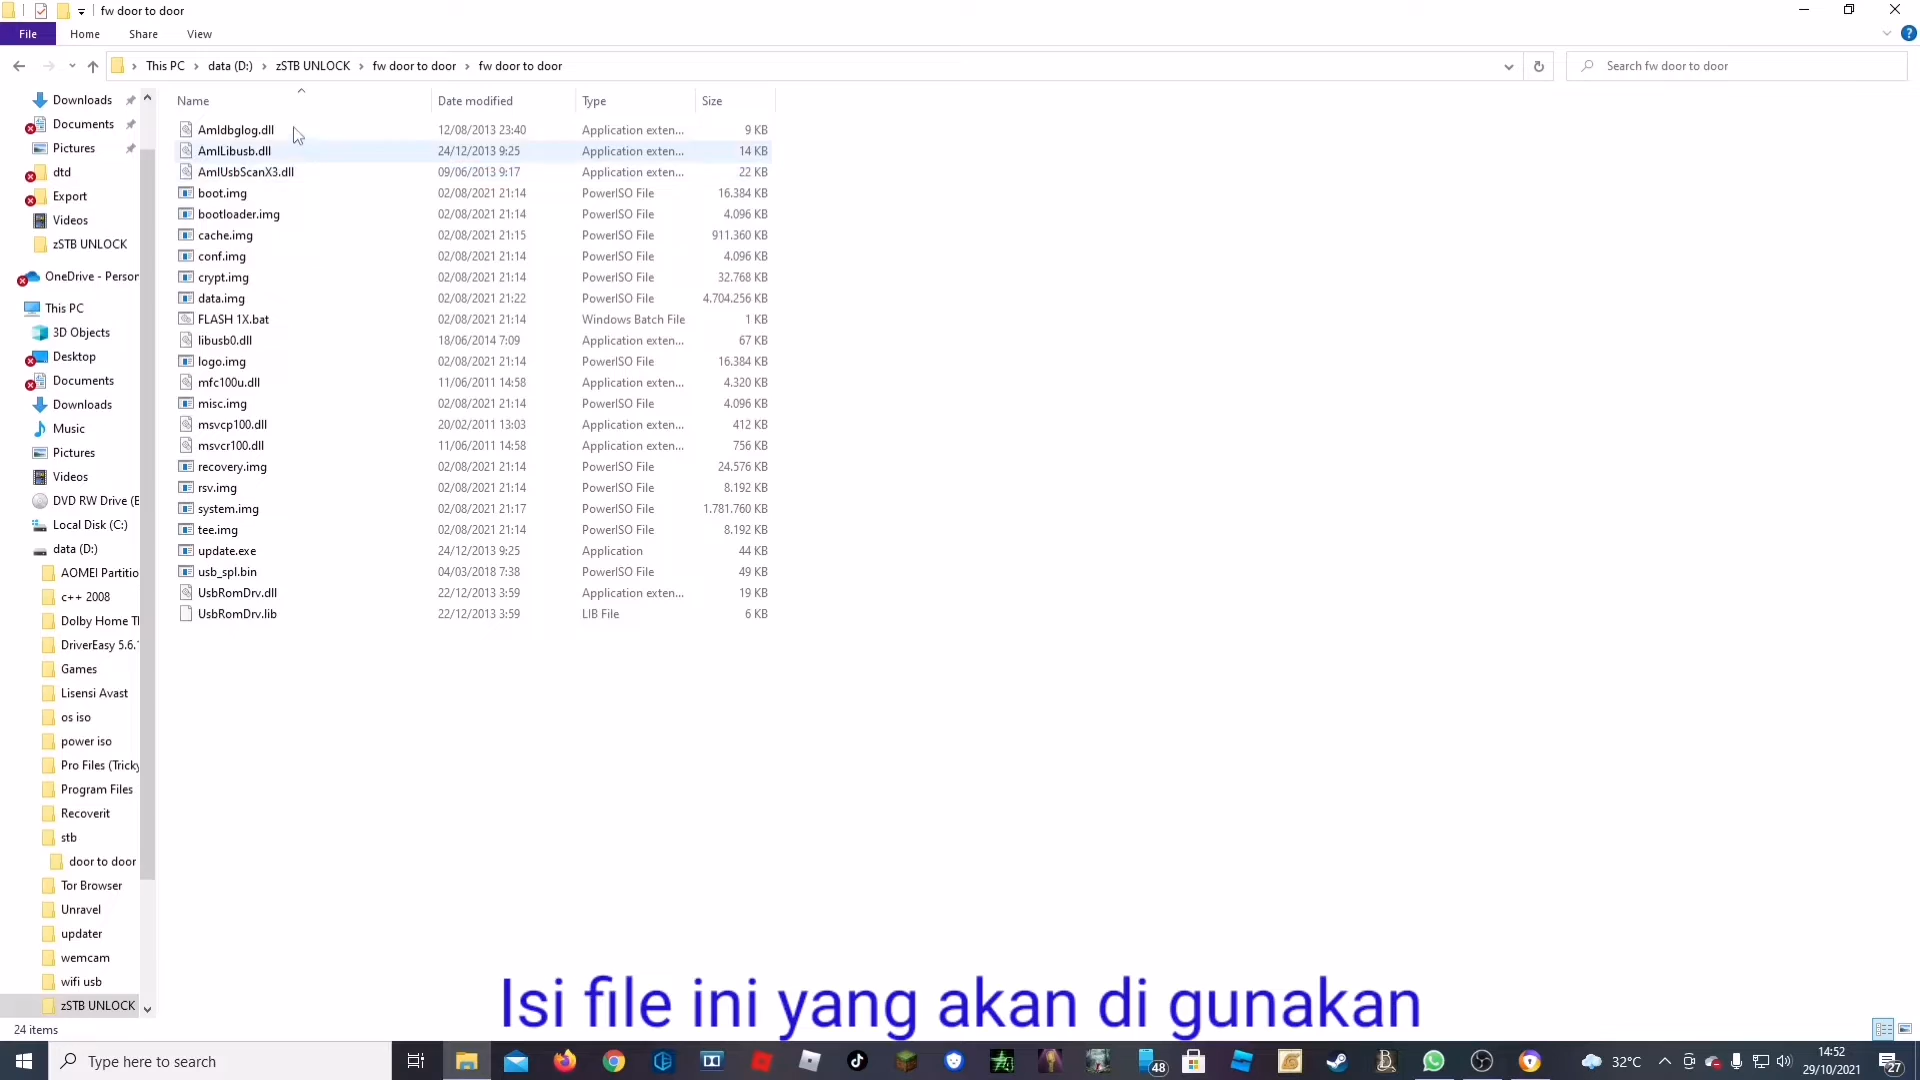 fw door to door
File Home Share View
This PC data (D:) zSTB UNLOCK fw door to door fw door to door
Search fw door to door
Downloads
Documents
Pictures
dtd
Export
Videos
zSTB UNLOCK
OneDrive - Person
This PC
3D Objects
Desktop
Documents
Downloads
Music
Pictures
Videos
DVD RW Drive (E
Local Disk (C:)
data (D:)
AOMEI Partitio
c++ 2008
Dolby Home Th
DriverEasy 5.6.
Games
Lisensi Avast
os iso
power iso
Pro Files (Tricky
Program Files
Recoverit
stb
door to door
Tor Browser
Unravel
updater
wemcam
wifi usb
zSTB UNLOCK
Name Date modified Type Size
Amldbglog.dll 12/08/2013 23:40 Application exten... 9 KB
AmlLibusb.dll 24/12/2013 9:25 Application exten... 14 KB
AmlUsbScanX3.dll 09/06/2013 9:17 Application exten... 22 KB
boot.img 02/08/2021 21:14 PowerISO File 16.384 KB
bootloader.img 02/08/2021 21:14 PowerISO File 4.096 KB
cache.img 02/08/2021 21:15 PowerISO File 911.360 KB
conf.img 02/08/2021 21:14 PowerISO File 4.096 KB
crypt.img 02/08/2021 21:14 PowerISO File 32.768 KB
data.img 02/08/2021 21:22 PowerISO File 4.704.256 KB
FLASH 1X.bat 02/08/2021 21:14 Windows Batch File 1 KB
libusb0.dll 18/06/2014 7:09 Application exten... 67 KB
logo.img 02/08/2021 21:14 PowerISO File 16.384 KB
mfc100u.dll 11/06/2011 14:58 Application exten... 4.320 KB
misc.img 02/08/2021 21:14 PowerISO File 4.096 KB
msvcp100.dll 20/02/2011 13:03 Application exten... 412 KB
msvcr100.dll 11/06/2011 14:58 Application exten... 756 KB
recovery.img 02/08/2021 21:14 PowerISO File 24.576 KB
rsv.img 02/08/2021 21:14 PowerISO File 8.192 KB
system.img 02/08/2021 21:17 PowerISO File 1.781.760 KB
tee.img 02/08/2021 21:14 PowerISO File 8.192 KB
update.exe 24/12/2013 9:25 Application 44 KB
usb_spl.bin 04/03/2018 7:38 PowerISO File 49 KB
UsbRomDrv.dll 22/12/2013 3:59 Application exten... 19 KB
UsbRomDrv.lib 22/12/2013 3:59 LIB File 6 KB
Isi file ini yang akan di gunakan
24 items
Type here to search
48
32°C
14:52
29/10/2021
27